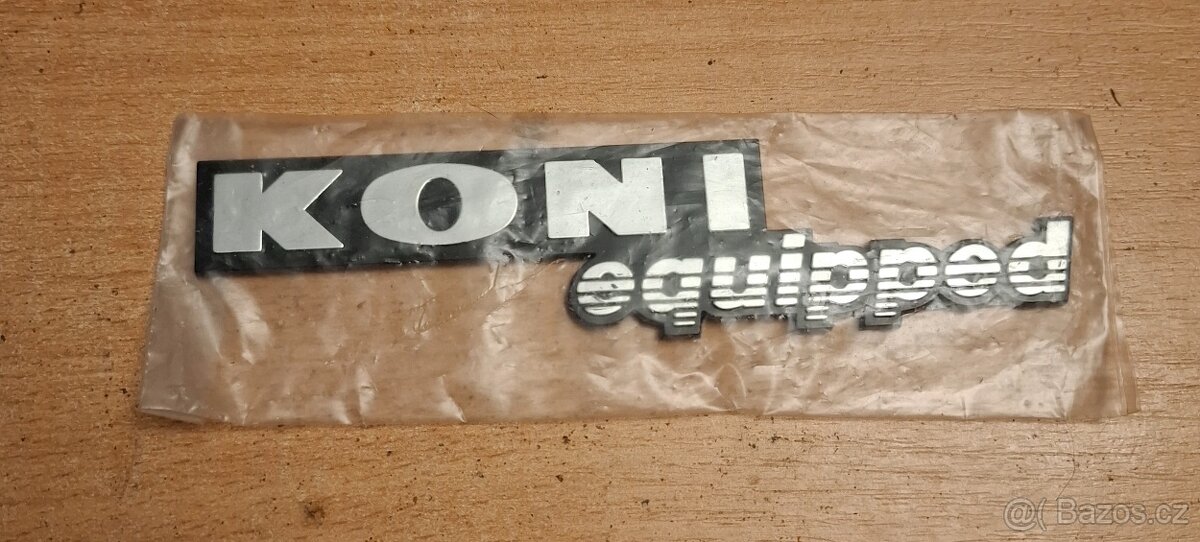 KONI
equipped
@( Bazos.cz